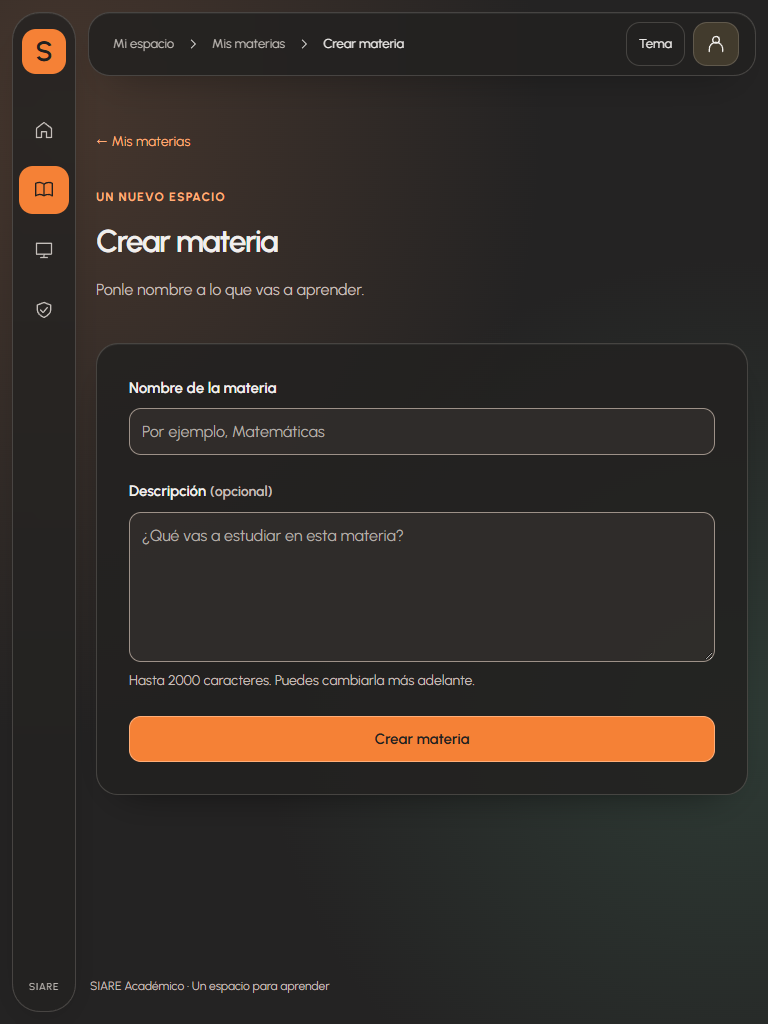 S
Mi espacio > Mis materias > Crear materia
Tema
← Mis materias
UN NUEVO ESPACIO
Crear materia
Ponle nombre a lo que vas a aprender.
Nombre de la materia
Por ejemplo, Matemáticas
Descripción (opcional)
¿Qué vas a estudiar en esta materia?
Hasta 2000 caracteres. Puedes cambiarla más adelante.
Crear materia
SIARE
SIARE Académico · Un espacio para aprender